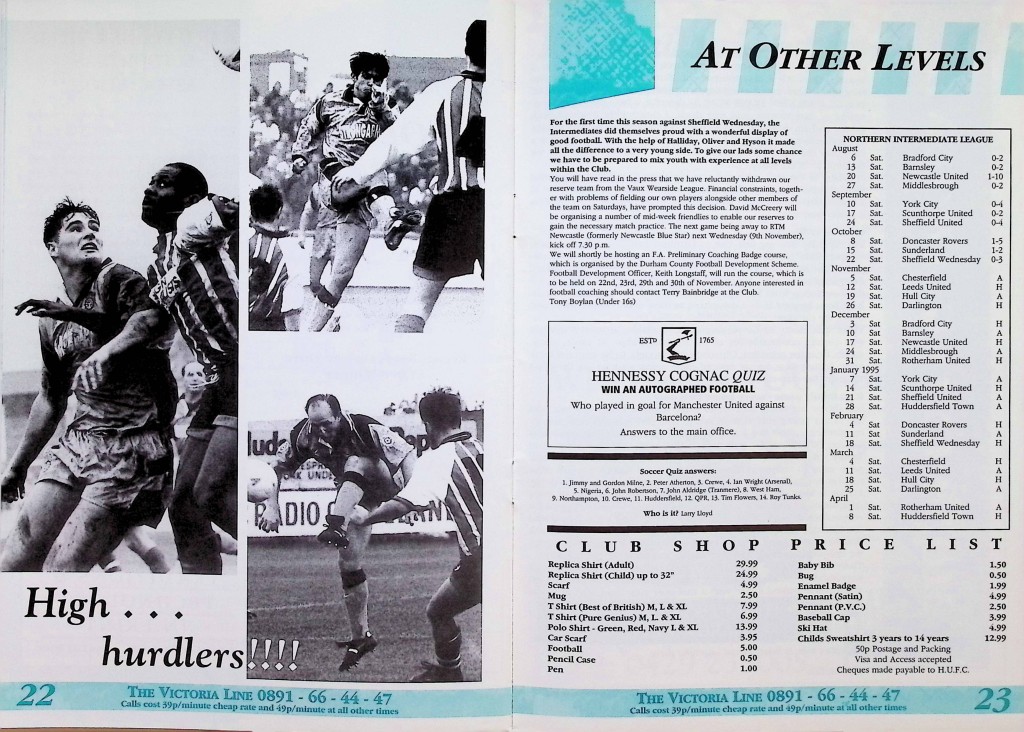 High . . .
hurdlers!!!!
22
THE VICTORIA LINE 0891 - 66 - 44 - 47
Calls cost 39p/minute cheap rate and 49p/minute at all other times
AT OTHER LEVELS
For the first time this season against Sheffield Wednesday, the
Intermediates did themselves proud with a wonderful display of
good football. With the help of Halliday, Oliver and Hyson it made
all the difference to a very young side. To give our lads some chance
we have to be prepared to mix youth with experience at all levels
within the Club.
You will have read in the press that we have reluctantly withdrawn our
reserve team from the Vaux Wearside League. Financial constraints, togeth-
er with problems of fielding our own players alongside other members of
the team on Saturdays, have prompted this decision. David McCreery will
be organising a number of mid-week friendlies to enable our reserves to
gain the necessary match practice. The next game being away to RTM
Newcastle (formerly Newcastle Blue Star) next Wednesday (9th November),
kick off 7.30 p.m.
We will shortly be hosting an F.A. Preliminary Coaching Badge course,
which is organised by the Durham County Football Development Scheme.
Football Development Officer, Keith Longstaff, will run the course, which is
to be held on 22nd, 23rd, 29th and 30th of November. Anyone interested in
football coaching should contact Terry Bainbridge at the Club.
Tony Boylan (Under 16s)
ESTD 1765
HENNESSY COGNAC QUIZ
WIN AN AUTOGRAPHED FOOTBALL
Who played in goal for Manchester United against
Barcelona?
Answers to the main office.
Soccer Quiz answers:
1. Jimmy and Gordon Milne, 2. Peter Atherton, 3. Crewe, 4. Ian Wright (Arsenal),
5. Nigeria, 6. John Robertson, 7. John Aldridge (Tranmere), 8. West Ham,
9. Northampton, 10. Crewe, 11. Huddersfield, 12. QPR, 13. Tim Flowers, 14. Roy Tunks.
Who is it? Larry Lloyd
NORTHERN INTERMEDIATE LEAGUE
August
6 Sat. Bradford City 0-2
13 Sat. Barnsley 0-2
20 Sat. Newcastle United 1-10
27 Sat. Middlesbrough 0-2
September
10 Sat. York City 0-4
17 Sat. Scunthorpe United 0-2
24 Sat. Sheffield United 0-4
October
8 Sat. Doncaster Rovers 1-5
15 Sat. Sunderland 1-2
22 Sat. Sheffield Wednesday 0-3
November
5 Sat. Chesterfield A
12 Sat. Leeds United H
19 Sat. Hull City A
26 Sat. Darlington H
December
3 Sat Bradford City H
10 Sat. Barnsley A
17 Sat. Newcastle United H
24 Sat. Middlesbrough A
31 Sat. Rotherham United H
January 1995
7 Sat. York City A
14 Sat. Scunthorpe United H
21 Sat. Sheffield United A
28 Sat. Huddersfield Town A
February
4 Sat Doncaster Rovers H
11 Sat Sunderland A
18 Sat. Sheffield Wednesday H
March
4 Sat. Chesterfield H
11 Sat. Leeds United A
18 Sat. Hull City H
25 Sat. Darlington A
April
1 Sat. Rotherham United A
8 Sat. Huddersfield Town H
CLUB SHOP PRICE LIST
Replica Shirt (Adult) 29.99
Replica Shirt (Child) up to 32" 24.99
Scarf 4.99
Mug 2.50
T Shirt (Best of British) M, L & XL 7.99
T Shirt (Pure Genius) M, L. & XL 6.99
Polo Shirt - Green, Red, Navy L & XL 13.99
Car Scarf 3.95
Football 5.00
Pencil Case 0.50
Pen 1.00
Baby Bib 1.50
Bug 0.50
Enamel Badge 1.99
Pennant (Satin) 4.99
Pennant (P.V.C.) 2.50
Baseball Cap 3.99
Ski Hat 4.99
Childs Sweatshirt 3 years to 14 years 12.99
50p Postage and Packing
Visa and Access accepted
Cheques made payable to H.U.F.C.
THE VICTORIA LINE 0891 - 66 - 44 - 47
Calls cost 39p/minute cheap rate and 49p/minute at all other times
23